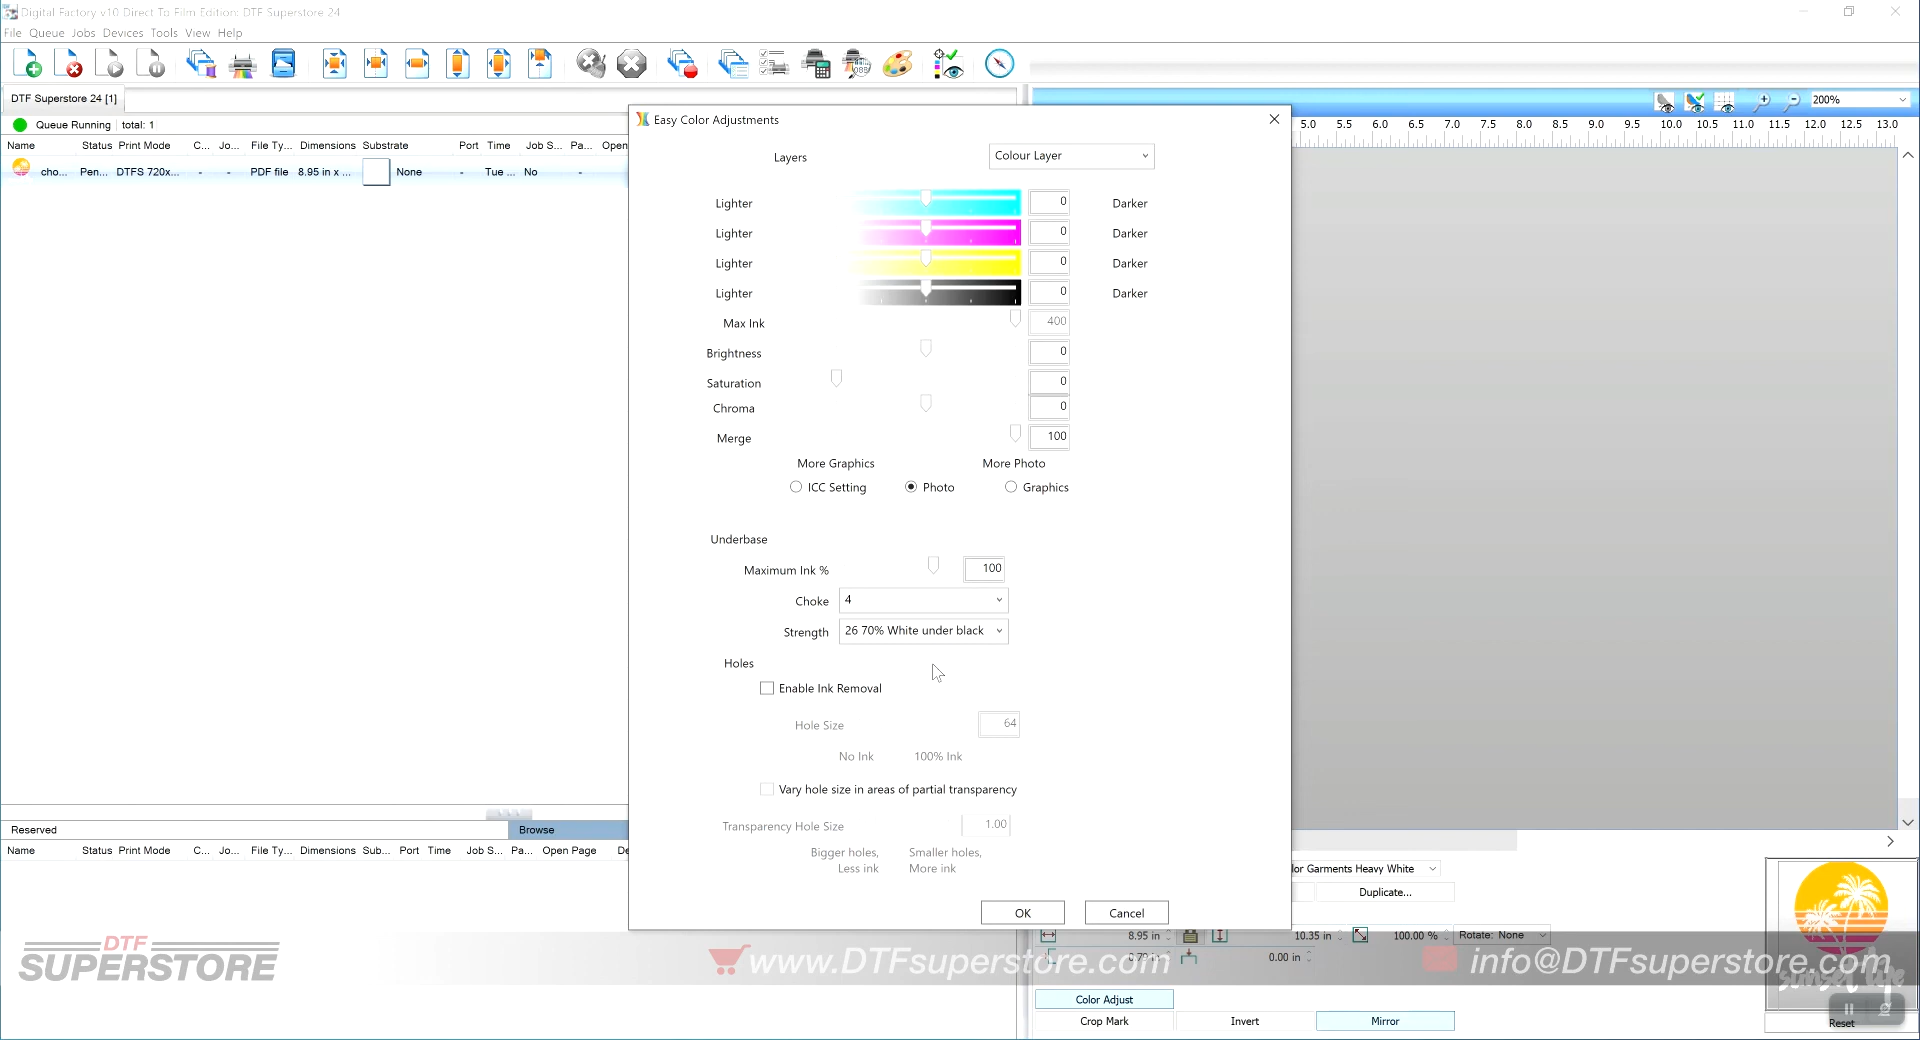 Digital Factory v10 Direct To Film Edition: DTF Superstore 24
File Queue Jobs Devices Tools View Help
DTF Superstore 24 [1]
200%
Queue Running total: 1
5.0 5.5 6.0 6.5 7.0 7.5 8.0 8.5 9.0 9.5 10.0 10.5 11.0 11.5 12.0 12.5 13.0
Name Status Print Mode C... Jo... File Ty... Dimensions Substrate Port Time Job S... Pa... Open
cho... Pen... DTFS 720x... - - PDF file 8.95 in x ... None - Tue ... No -
Easy Color Adjustments
Layers Colour Layer
Lighter 0 Darker
Lighter 0 Darker
Lighter 0 Darker
Lighter 0 Darker
Max Ink 400
Brightness 0
Saturation 0
Chroma 0
Merge 100
More Graphics More Photo
ICC Setting Photo Graphics
Underbase
Maximum Ink % 100
Choke 4
Strength 26 70% White under black
Holes
Enable Ink Removal
Hole Size 64
No Ink 100% Ink
Vary hole size in areas of partial transparency
Transparency Hole Size 1.00
Bigger holes, Smaller holes,
Less ink More ink
OK Cancel
Reserved Browse
Name Status Print Mode C... Jo... File Ty... Dimensions Sub... Port Time Job S... Pa... Open Page De
lor Garments Heavy White
Duplicate...
8.95 in 10.35 in 100.00 % Rotate: None
0.79 in 0.00 in
DTF
SUPERSTORE
www.DTFsuperstore.com
info@DTFsuperstore.com
sunset life
Color Adjust
Crop Mark Invert Mirror
Reset